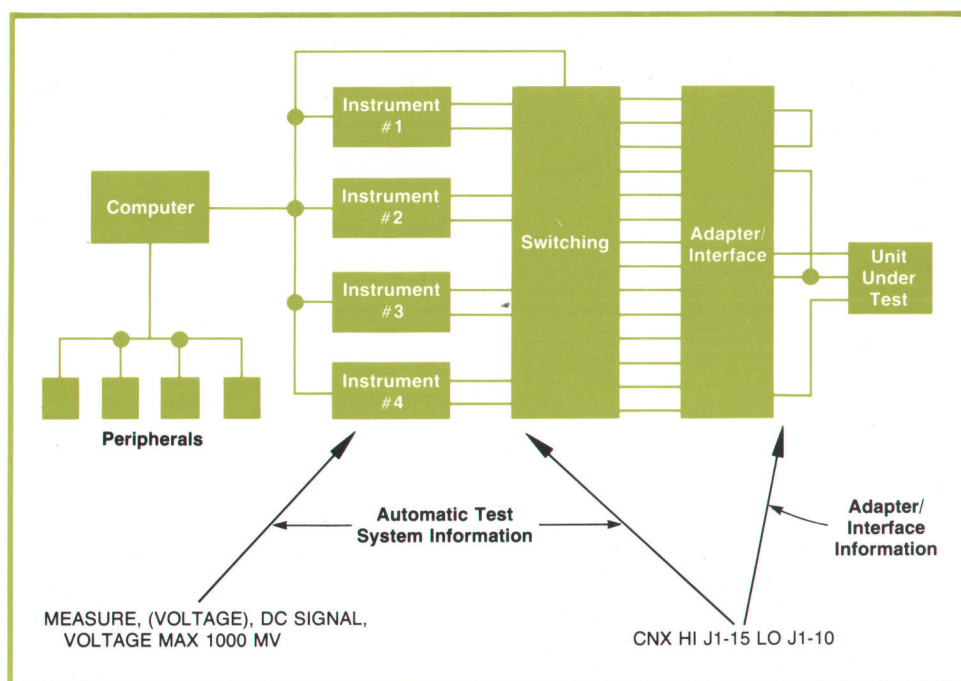 Instrument
#1
Computer
Instrument
#2
Switching
Adapter/
Interface
Unit
Under
Test
Instrument
#3
Instrument
#4
Peripherals
Automatic Test
System Information
Adapter/
Interface
Information
MEASURE, (VOLTAGE), DC SIGNAL,
VOLTAGE MAX 1000 MV
CNX HI J1-15 LO J1-10